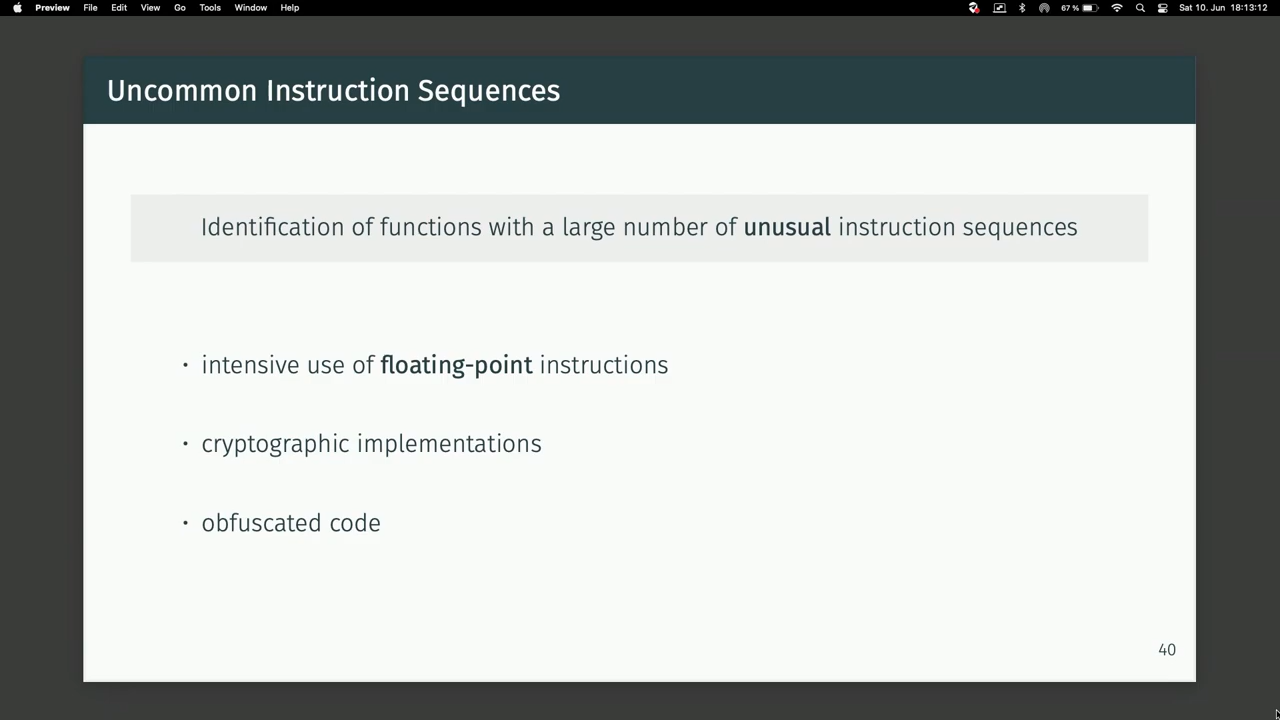 Preview File Edit View Go Tools Window Help 67 % Sat 10. Jun 18:13:12
Uncommon Instruction Sequences
Identification of functions with a large number of unusual instruction sequences
• intensive use of floating-point instructions
• cryptographic implementations
• obfuscated code
40